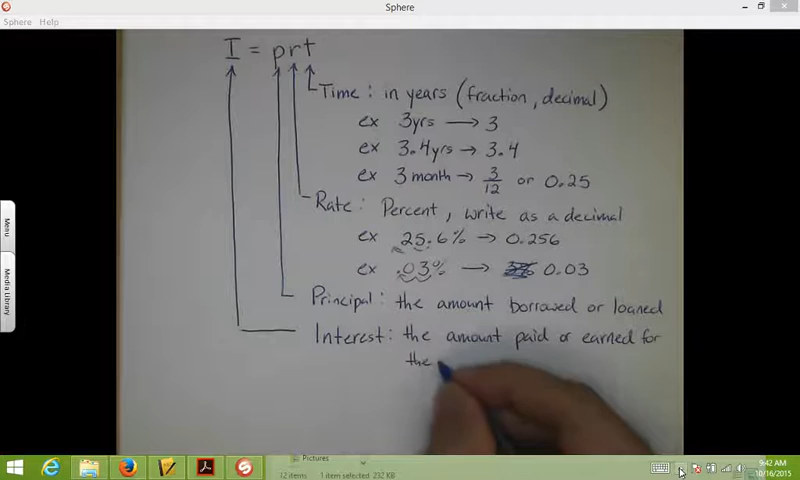 Sphere
Sphere Help
I = prt
Time : in years (fraction, decimal)
ex 3yrs → 3
ex 3.4yrs → 3.4
ex 3 month → 3/12 or 0.25
Rate : Percent, write as a decimal
ex 25.6% → 0.256
ex .03% → 0.03
Principal : the amount borrowed or loaned
Interest : the amount paid or earned for
the
Menu
Media Library
Pictures
12 items 1 item selected 232 KB
9:42 AM
10/16/2015